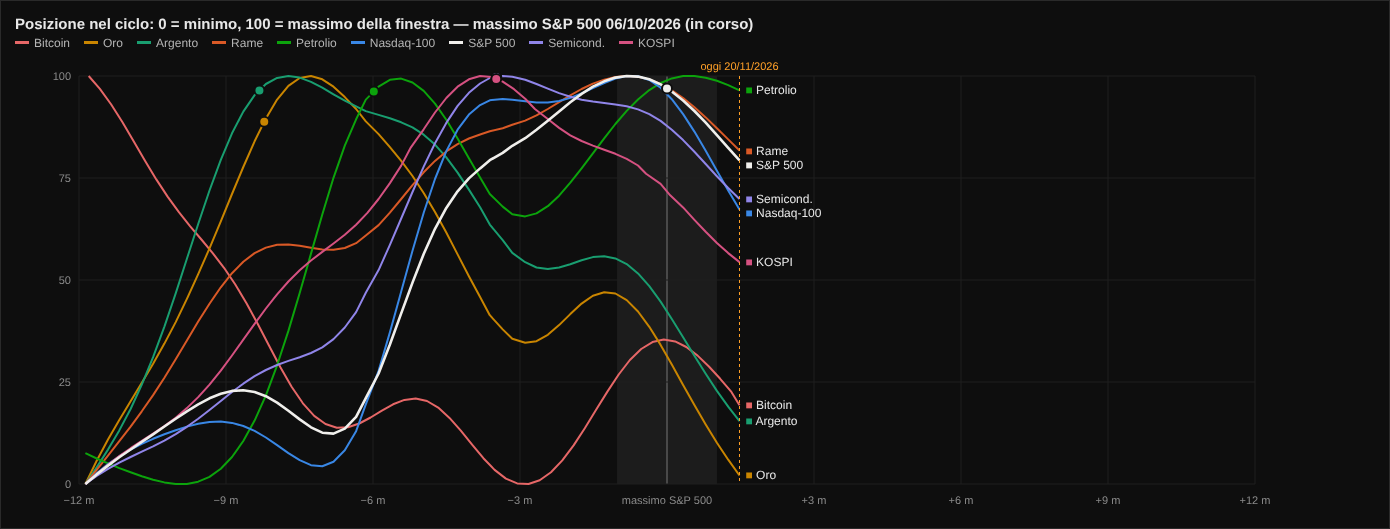 Posizione nel ciclo: 0 = minimo, 100 = massimo della finestra — massimo S&P 500 06/10/2026 (in corso)
Bitcoin Oro Argento Rame Petrolio Nasdaq-100 S&P 500 Semicond. KOSPI
oggi 20/11/2026
100
75
50
25
0
Petrolio
Rame
S&P 500
Semicond.
Nasdaq-100
KOSPI
Bitcoin
Argento
Oro
−12 m −9 m −6 m −3 m massimo S&P 500 +3 m +6 m +9 m +12 m